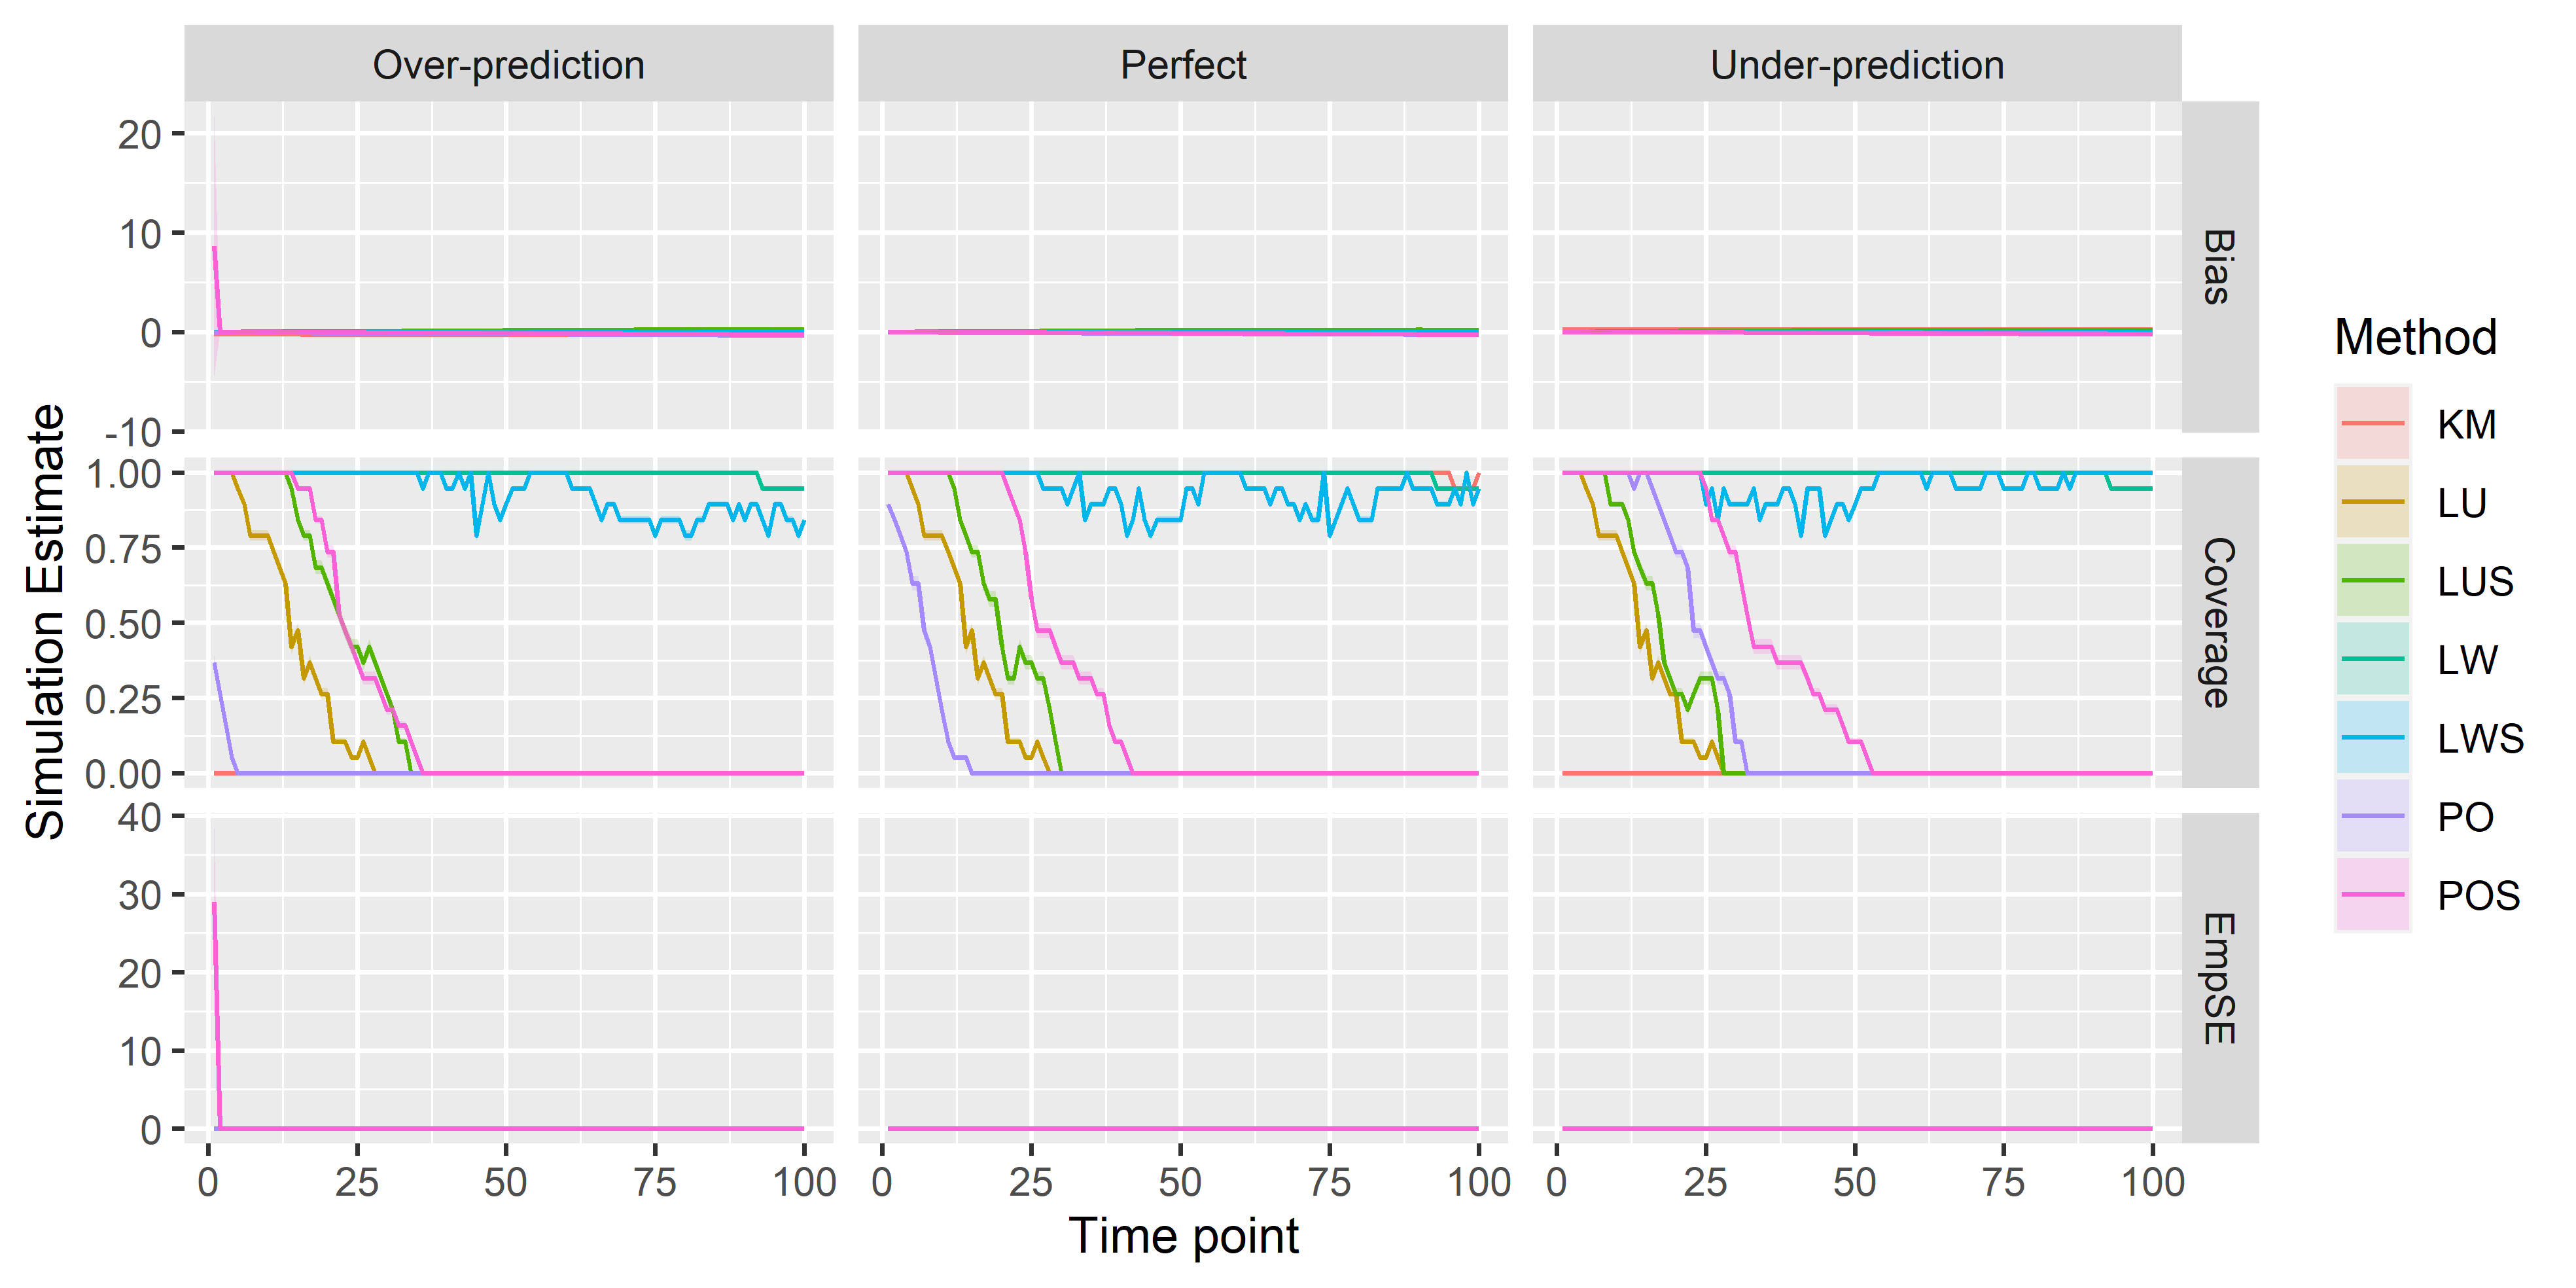 Over-prediction
Perfect
Under-prediction
20
10
0
-10
Bias
1.00
0.75
0.50
0.25
0.00
Coverage
40
30
20
10
0
EmpSE
0 25 50 75 100
0 25 50 75 100
0 25 50 75 100
Time point
Simulation Estimate
Method
KM
LU
LUS
LW
LWS
PO
POS